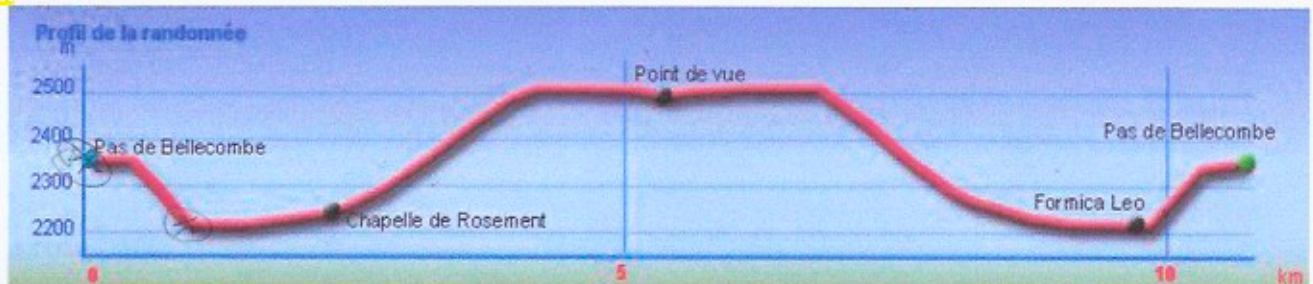 Profil de la randonnée
m
2500
Point de vue
2400
Pas de Bellecombe
Pas de Bellecombe
2300
Formica Leo
2200
Chapelle de Rosement
0
5
10
km